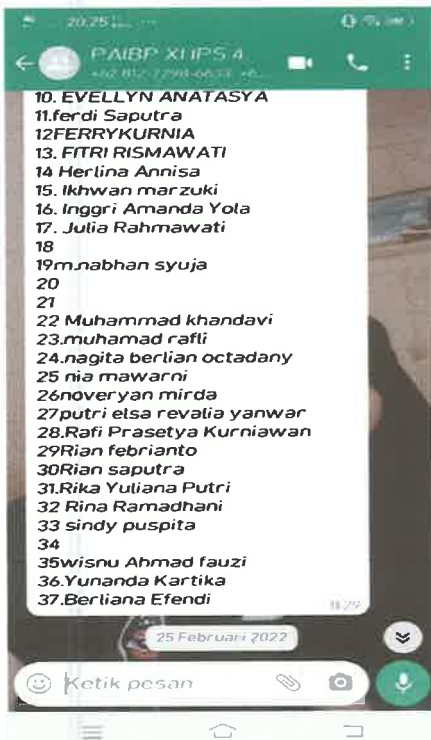 20.25
PAIBP XI IPS 4
10. EVELLYN ANATASYA
11.ferdi Saputra
12FERRYKURNIA
13. FITRI RISMAWATI
14 Herlina Annisa
15. Ikhwan marzuki
16. Inggri Amanda Yola
17. Julia Rahmawati
18
19m.nabhan syuja
20
21
22 Muhammad khandavi
23.muhamad rafli
24.nagita berlian octadany
25 nia mawarni
26noveryan mirda
27putri elsa revalia yanwar
28.Rafi Prasetya Kurniawan
29Rian febrianto
30Rian saputra
31.Rika Yuliana Putri
32 Rina Ramadhani
33 sindy puspita
34
35wisnu Ahmad fauzi
36.Yunanda Kartika
37.Berliana Efendi
25 Februari 2022
Ketik pesan